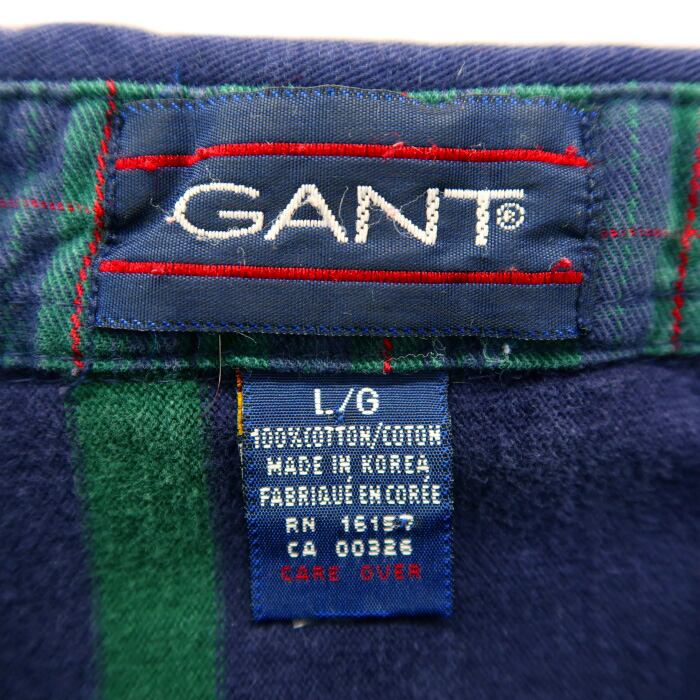 GANT®
L/G
100%COTTON/COTON
MADE IN KOREA
FABRIQUÉ EN CORÉE
RN 16157
CA 00326
CARE OVER